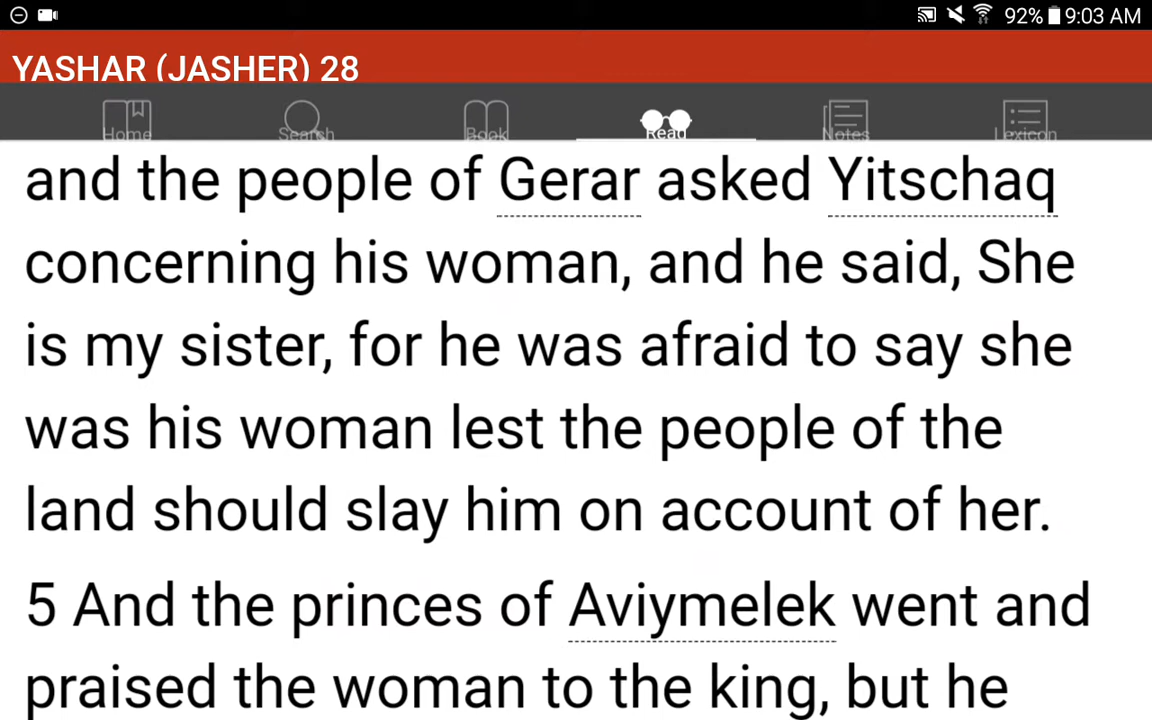 92% 9:03 AM
YASHAR (JASHER) 28
Home Search Book Read Notes Lexicon
and the people of Gerar asked Yitschaq
concerning his woman, and he said, She
is my sister, for he was afraid to say she
was his woman lest the people of the
land should slay him on account of her.
5 And the princes of Aviymelek went and
praised the woman to the king, but he